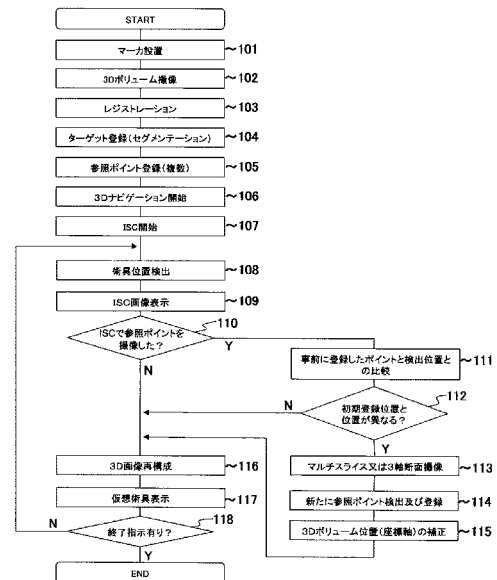 START
マーカ設置 101
3Dボリューム撮像 102
レジストレーション 103
ターゲット登録(セグメンテーション) 104
参照ポイント登録(複数) 105
3Dナビゲーション開始 106
ISC開始 107
術具位置検出 108
ISC画像表示 109
ISCで参照ポイントを
撮像した? 110
Y
N
事前に登録したポイントと検出位置と
の比較 111
初期登録位置と
位置が異なる? 112
N
Y
マルチスライス又は3軸断面撮像 113
新たに参照ポイント検出及び登録 114
3Dボリューム位置(座標軸)の補正 115
3D画像再構成 116
仮想術具表示 117
終了指示有り? 118
N
Y
END